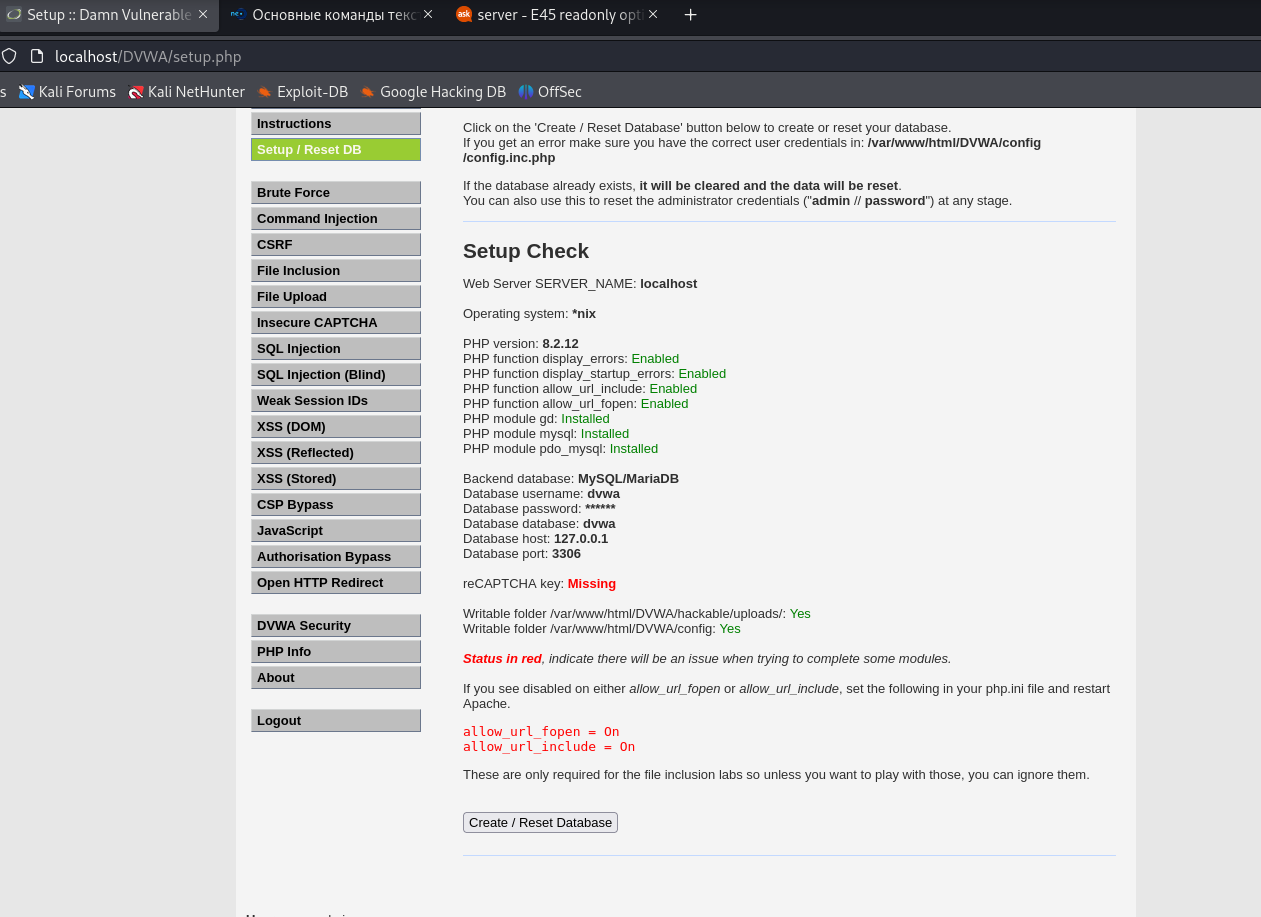 Setup :: Damn Vulnerable
Основные команды текс
server - E45 readonly opti
localhost/DVWA/setup.php
s
Kali Forums
Kali NetHunter
Exploit-DB
Google Hacking DB
OffSec
Instructions
Setup / Reset DB
Brute Force
Command Injection
CSRF
File Inclusion
File Upload
Insecure CAPTCHA
SQL Injection
SQL Injection (Blind)
Weak Session IDs
XSS (DOM)
XSS (Reflected)
XSS (Stored)
CSP Bypass
JavaScript
Authorisation Bypass
Open HTTP Redirect
DVWA Security
PHP Info
About
Logout
Click on the 'Create / Reset Database' button below to create or reset your database.
If you get an error make sure you have the correct user credentials in: /var/www/html/DVWA/config
/config.inc.php
If the database already exists, it will be cleared and the data will be reset.
You can also use this to reset the administrator credentials ("admin // password") at any stage.
Setup Check
Web Server SERVER_NAME: localhost
Operating system: *nix
PHP version: 8.2.12
PHP function display_errors: Enabled
PHP function display_startup_errors: Enabled
PHP function allow_url_include: Enabled
PHP function allow_url_fopen: Enabled
PHP module gd: Installed
PHP module mysql: Installed
PHP module pdo_mysql: Installed
Backend database: MySQL/MariaDB
Database username: dvwa
Database password: ******
Database database: dvwa
Database host: 127.0.0.1
Database port: 3306
reCAPTCHA key: Missing
Writable folder /var/www/html/DVWA/hackable/uploads/: Yes
Writable folder /var/www/html/DVWA/config: Yes
Status in red, indicate there will be an issue when trying to complete some modules.
If you see disabled on either allow_url_fopen or allow_url_include, set the following in your php.ini file and restart
Apache.
allow_url_fopen = On
allow_url_include = On
These are only required for the file inclusion labs so unless you want to play with those, you can ignore them.
Create / Reset Database